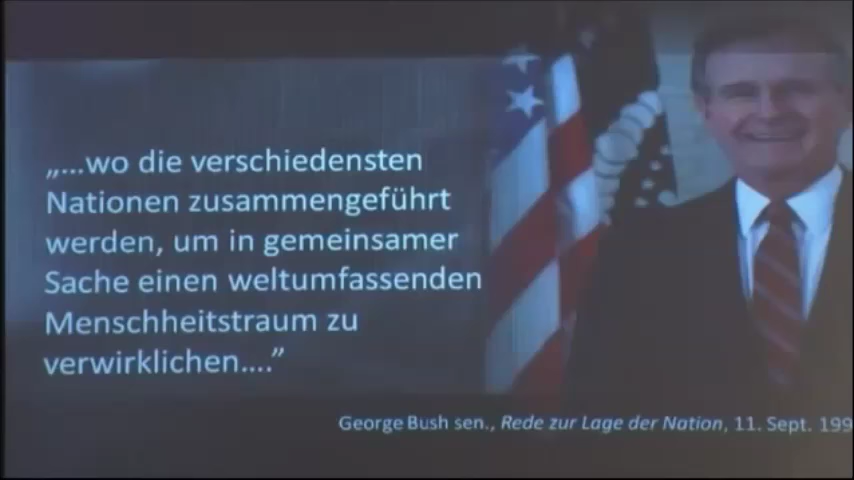 „...wo die verschiedensten
Nationen zusammengeführt
werden, um in gemeinsamer
Sache einen weltumfassenden
Menschheitstraum zu
verwirklichen....”
George Bush sen., Rede zur Lage der Nation, 11. Sept. 199